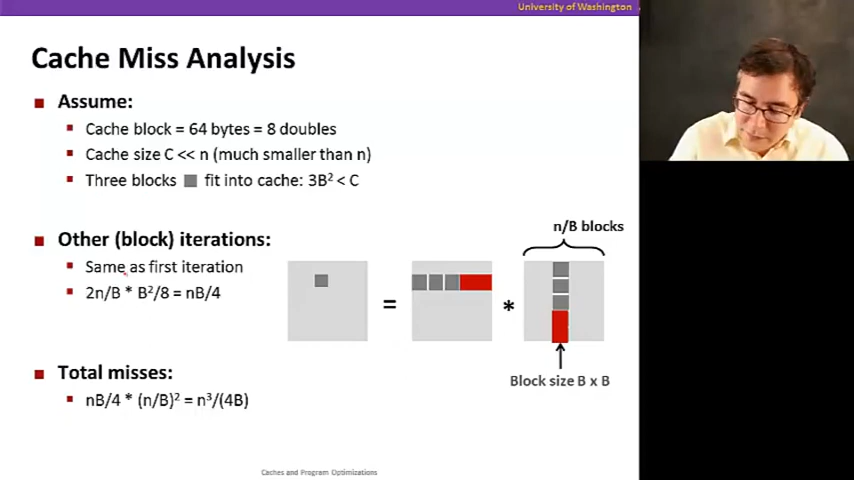 University of Washington
Cache Miss Analysis
Assume:
Cache block = 64 bytes = 8 doubles
Cache size C << n (much smaller than n)
Three blocks fit into cache: 3B² < C
n/B blocks
Other (block) iterations:
Same as first iteration
2n/B * B²/8 = nB/4
= *
Block size B x B
Total misses:
nB/4 * (n/B)² = n³/(4B)
Caches and Program Optimizations